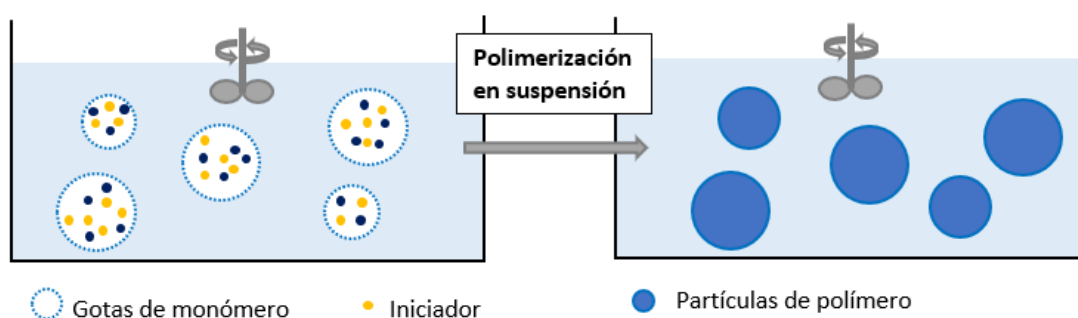 Polimerización
en suspensión
Gotas de monómero
Iniciador
Partículas de polímero